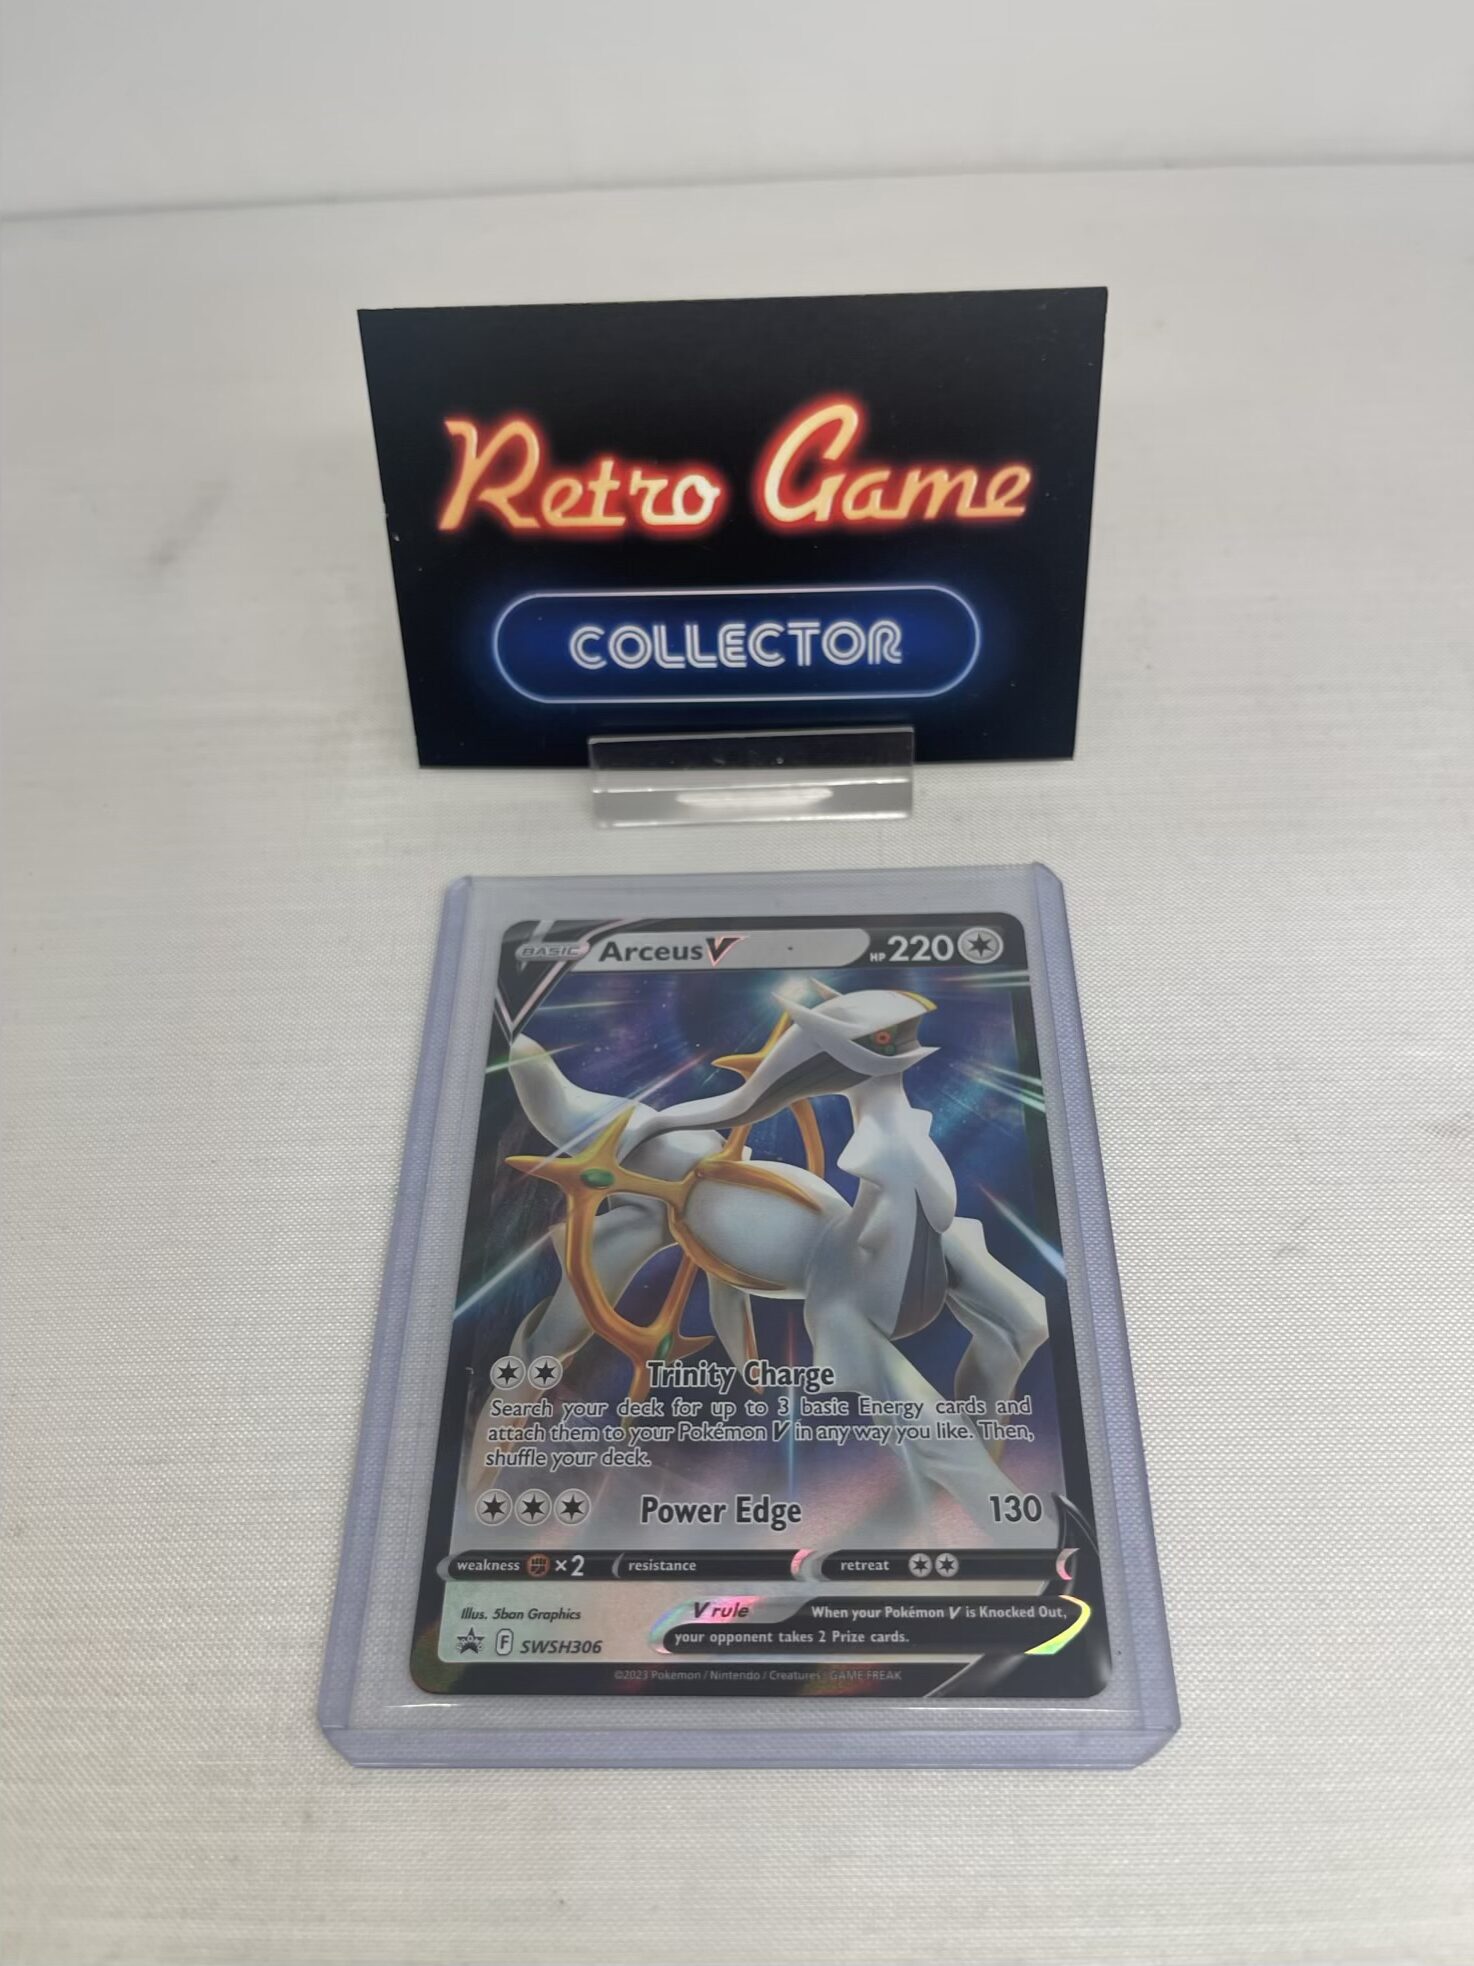 Retro Game
COLLECTOR
BASIC Arceus V HP 220
Trinity Charge
Search your deck for up to 3 basic Energy cards and
attach them to your Pokémon V in any way you like. Then,
shuffle your deck.
Power Edge 130
weakness ×2 resistance retreat
Illus. 5ban Graphics
V rule When your Pokémon V is Knocked Out,
your opponent takes 2 Prize cards.
F SWSH306
©2023 Pokémon / Nintendo / Creatures / GAME FREAK